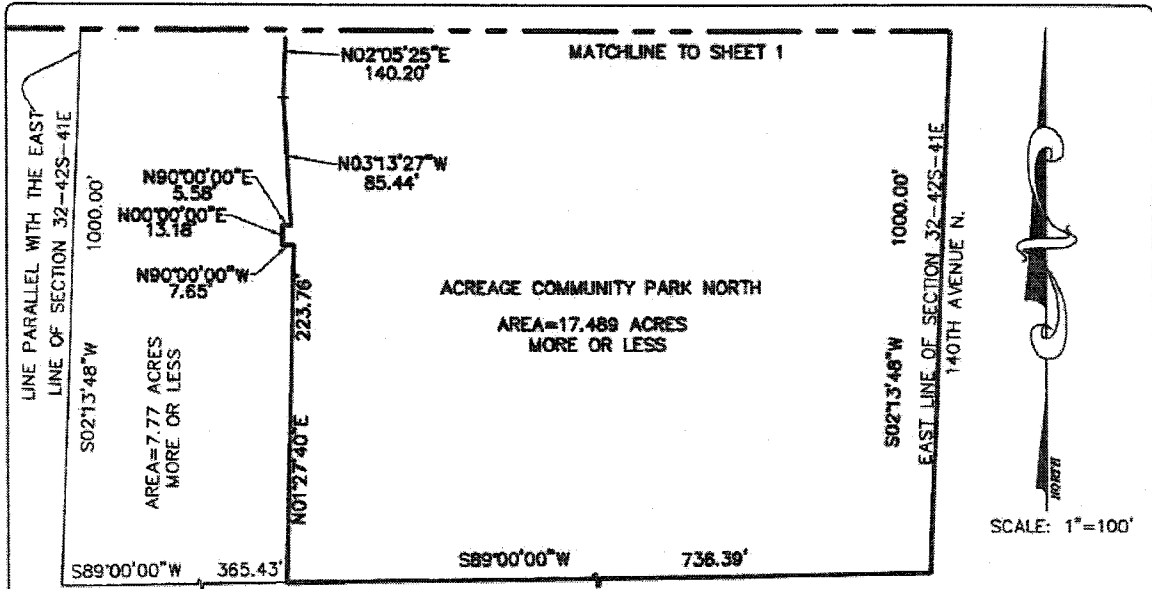 MATCHLINE TO SHEET 1
N02°05'25"E
140.20'
N03°13'27"W
85.44'
N90°00'00"E
5.58'
N00°00'00"E
13.18'
N90°00'00"W
7.65'
LINE PARALLEL WITH THE EAST
LINE OF SECTION 32-42S-41E
1000.00'
S02°13'48"W
AREA=7.77 ACRES
MORE OR LESS
223.76'
N01°27'40"E
ACREAGE COMMUNITY PARK NORTH
AREA=17.489 ACRES
MORE OR LESS
1000.00'
S02°13'48"W
EAST LINE OF SECTION 32-42S-41E
140TH AVENUE N.
NORTH
SCALE: 1"=100'
S89°00'00"W 365.43'
S89°00'00"W 736.39'